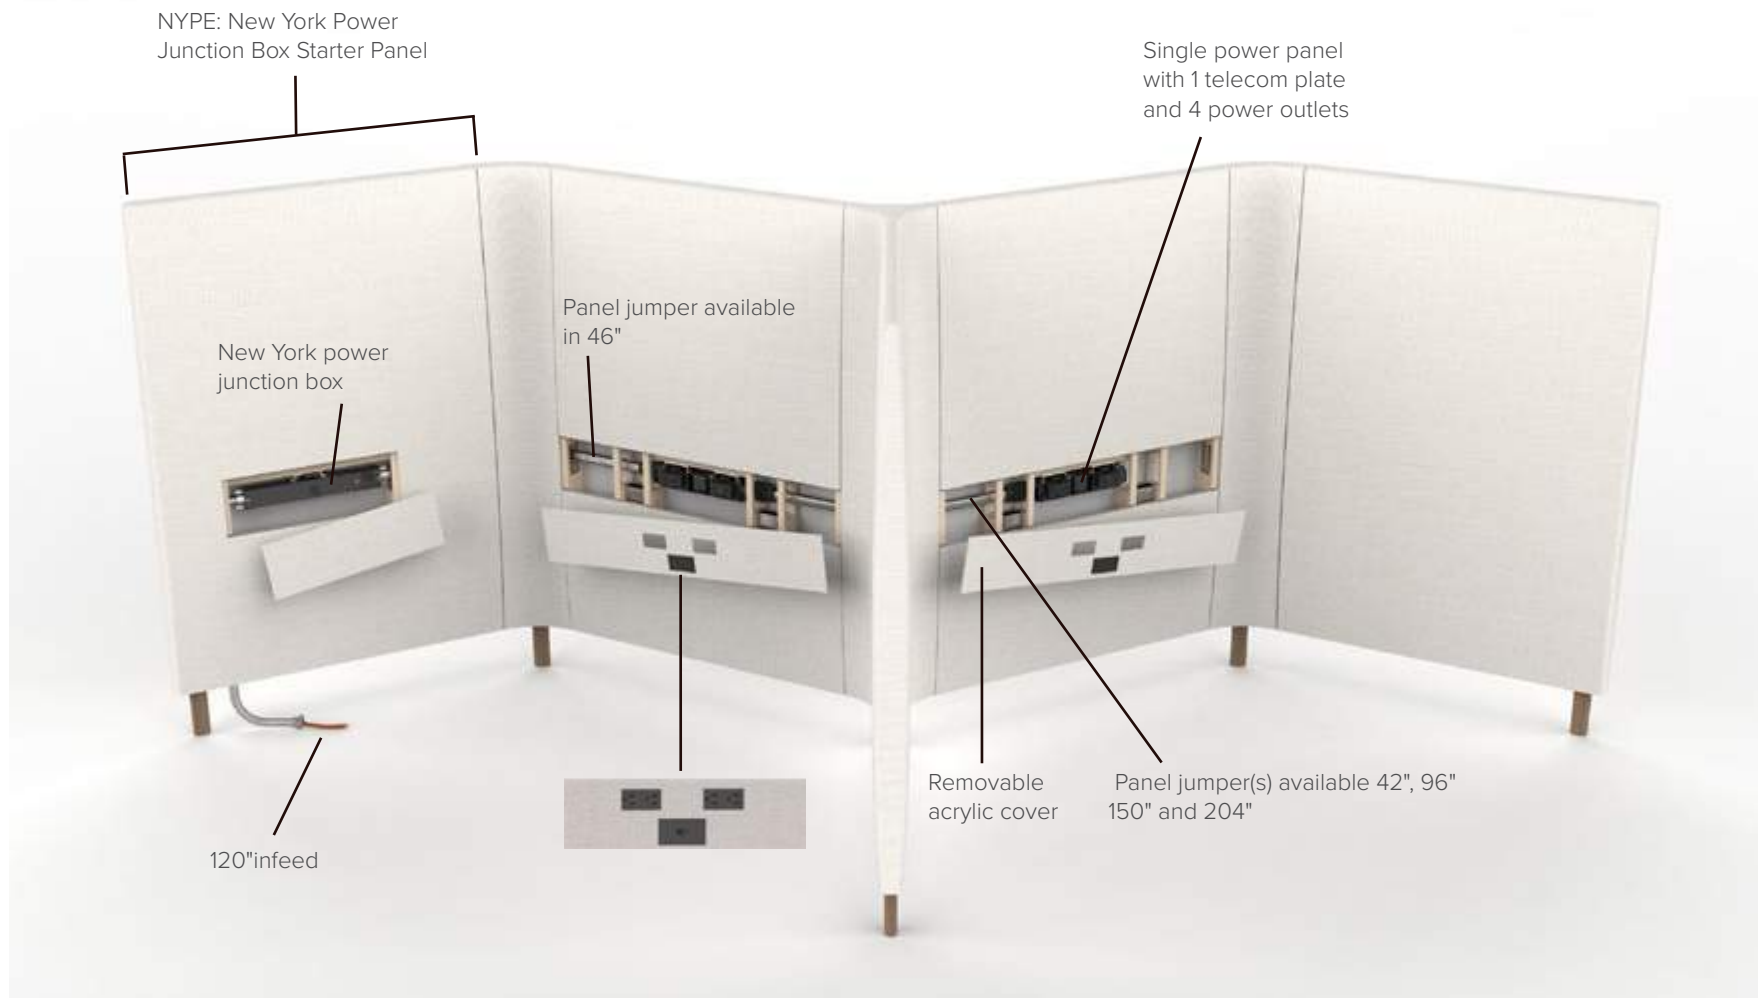 NYPE: New York Power
Junction Box Starter Panel
Single power panel
with 1 telecom plate
and 4 power outlets
Panel jumper available
in 46"
New York power
junction box
Removable
acrylic cover
Panel jumper(s) available 42", 96"
150" and 204"
120"infeed